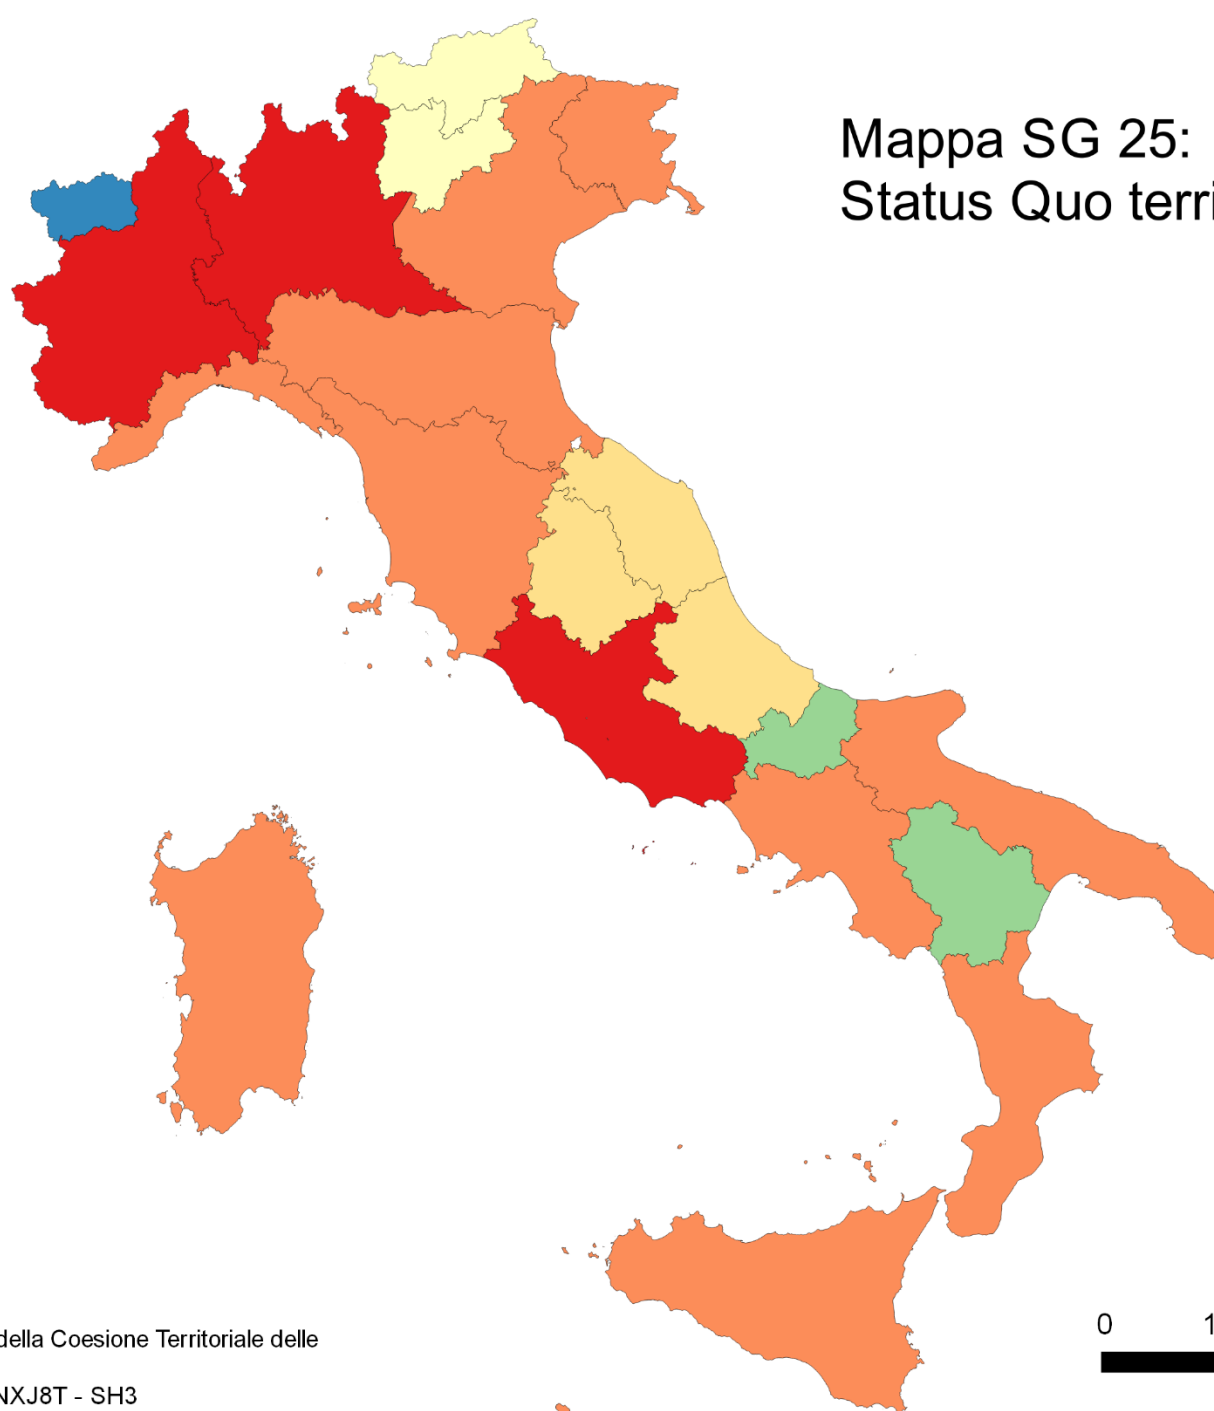 Mappa SG 25:
Status Quo terri
della Coesione Territoriale delle
NXJ8T - SH3
0 1